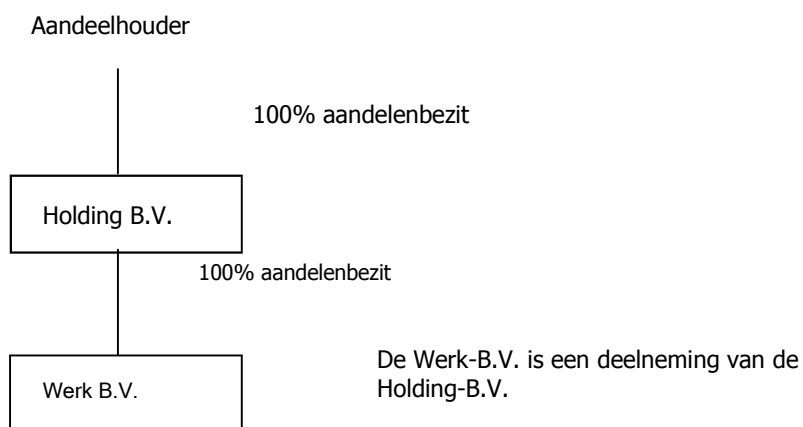 Aandeelhouder
100% aandelenbezit
Holding B.V.
100% aandelenbezit
De Werk-B.V. is een deelneming van de
Holding-B.V.
Werk B.V.